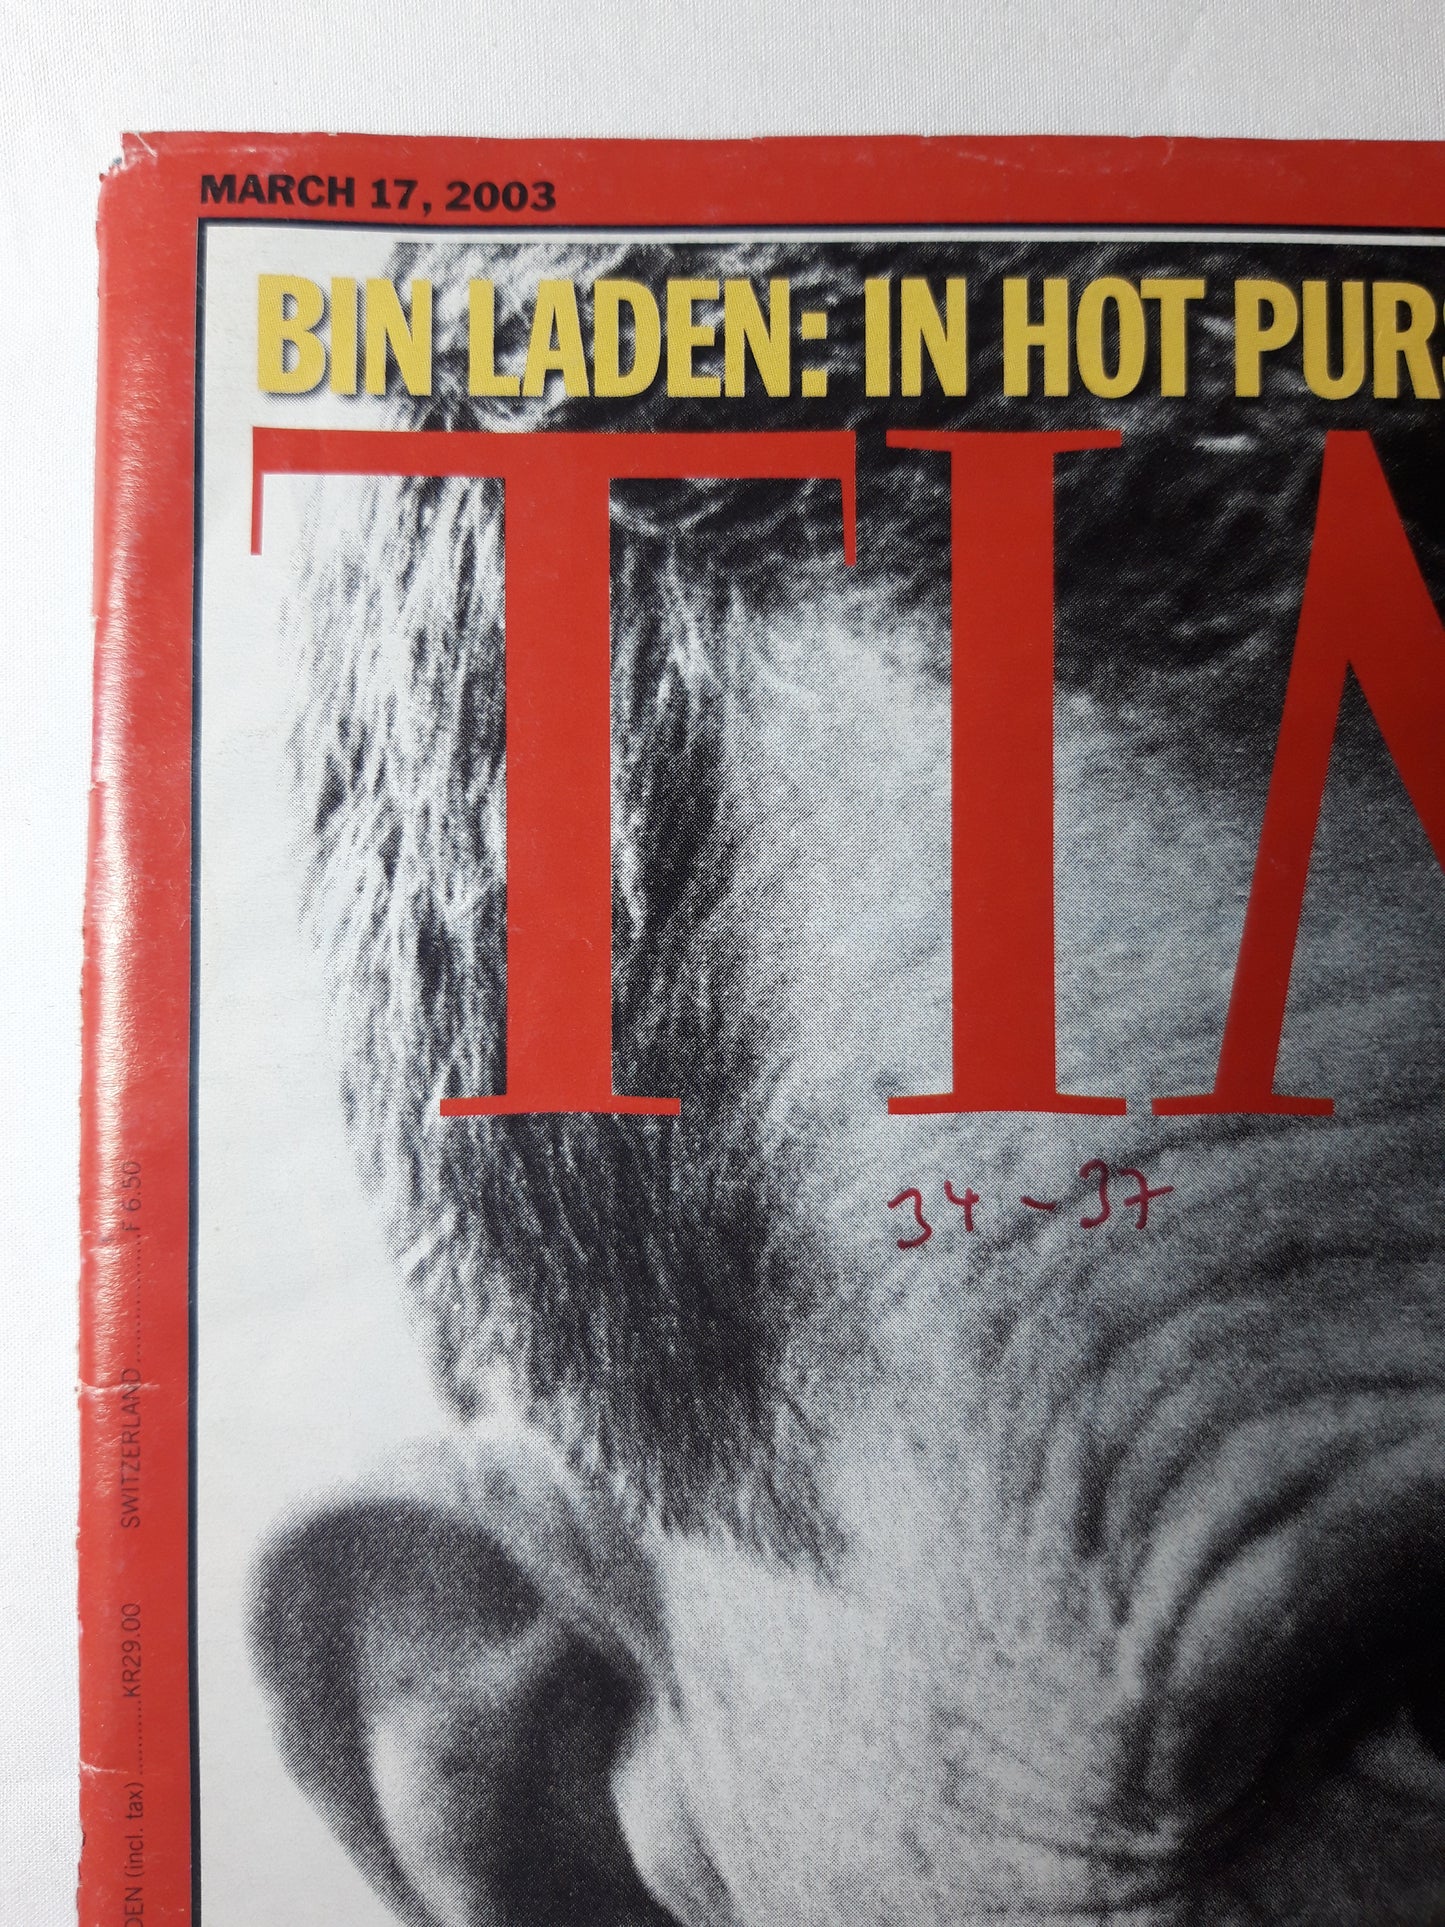 MARCH 17, 2003
BIN LADEN: IN HOT PURS
TIM
34-37
SWITZERLAND..................F 6.50
DEN (incl. tax) ..........KR29.00